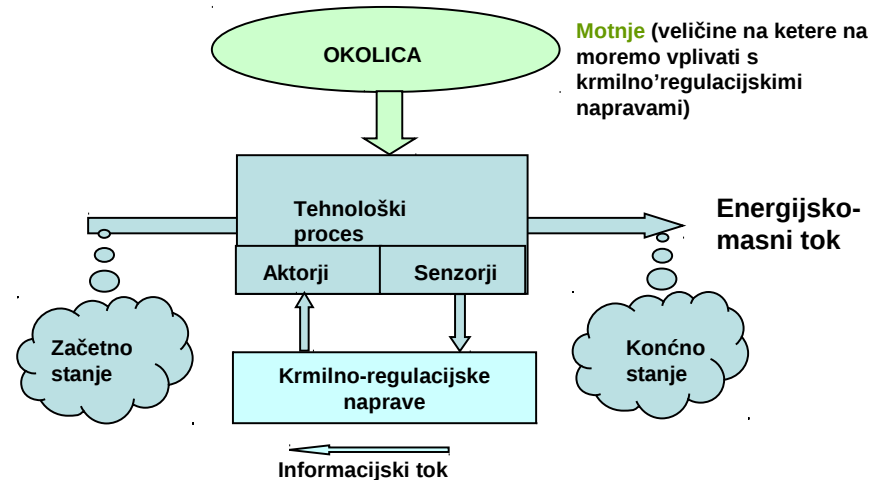 OKOLICA
Motnje (veličine na ketere na
moremo vplivati s
krmilno’regulacijskimi
napravami)
Tehnološki
proces
Energijsko-
masni tok
Aktorji
Senzorji
Začetno
stanje
Konćno
stanje
Krmilno-regulacijske
naprave
Informacijski tok